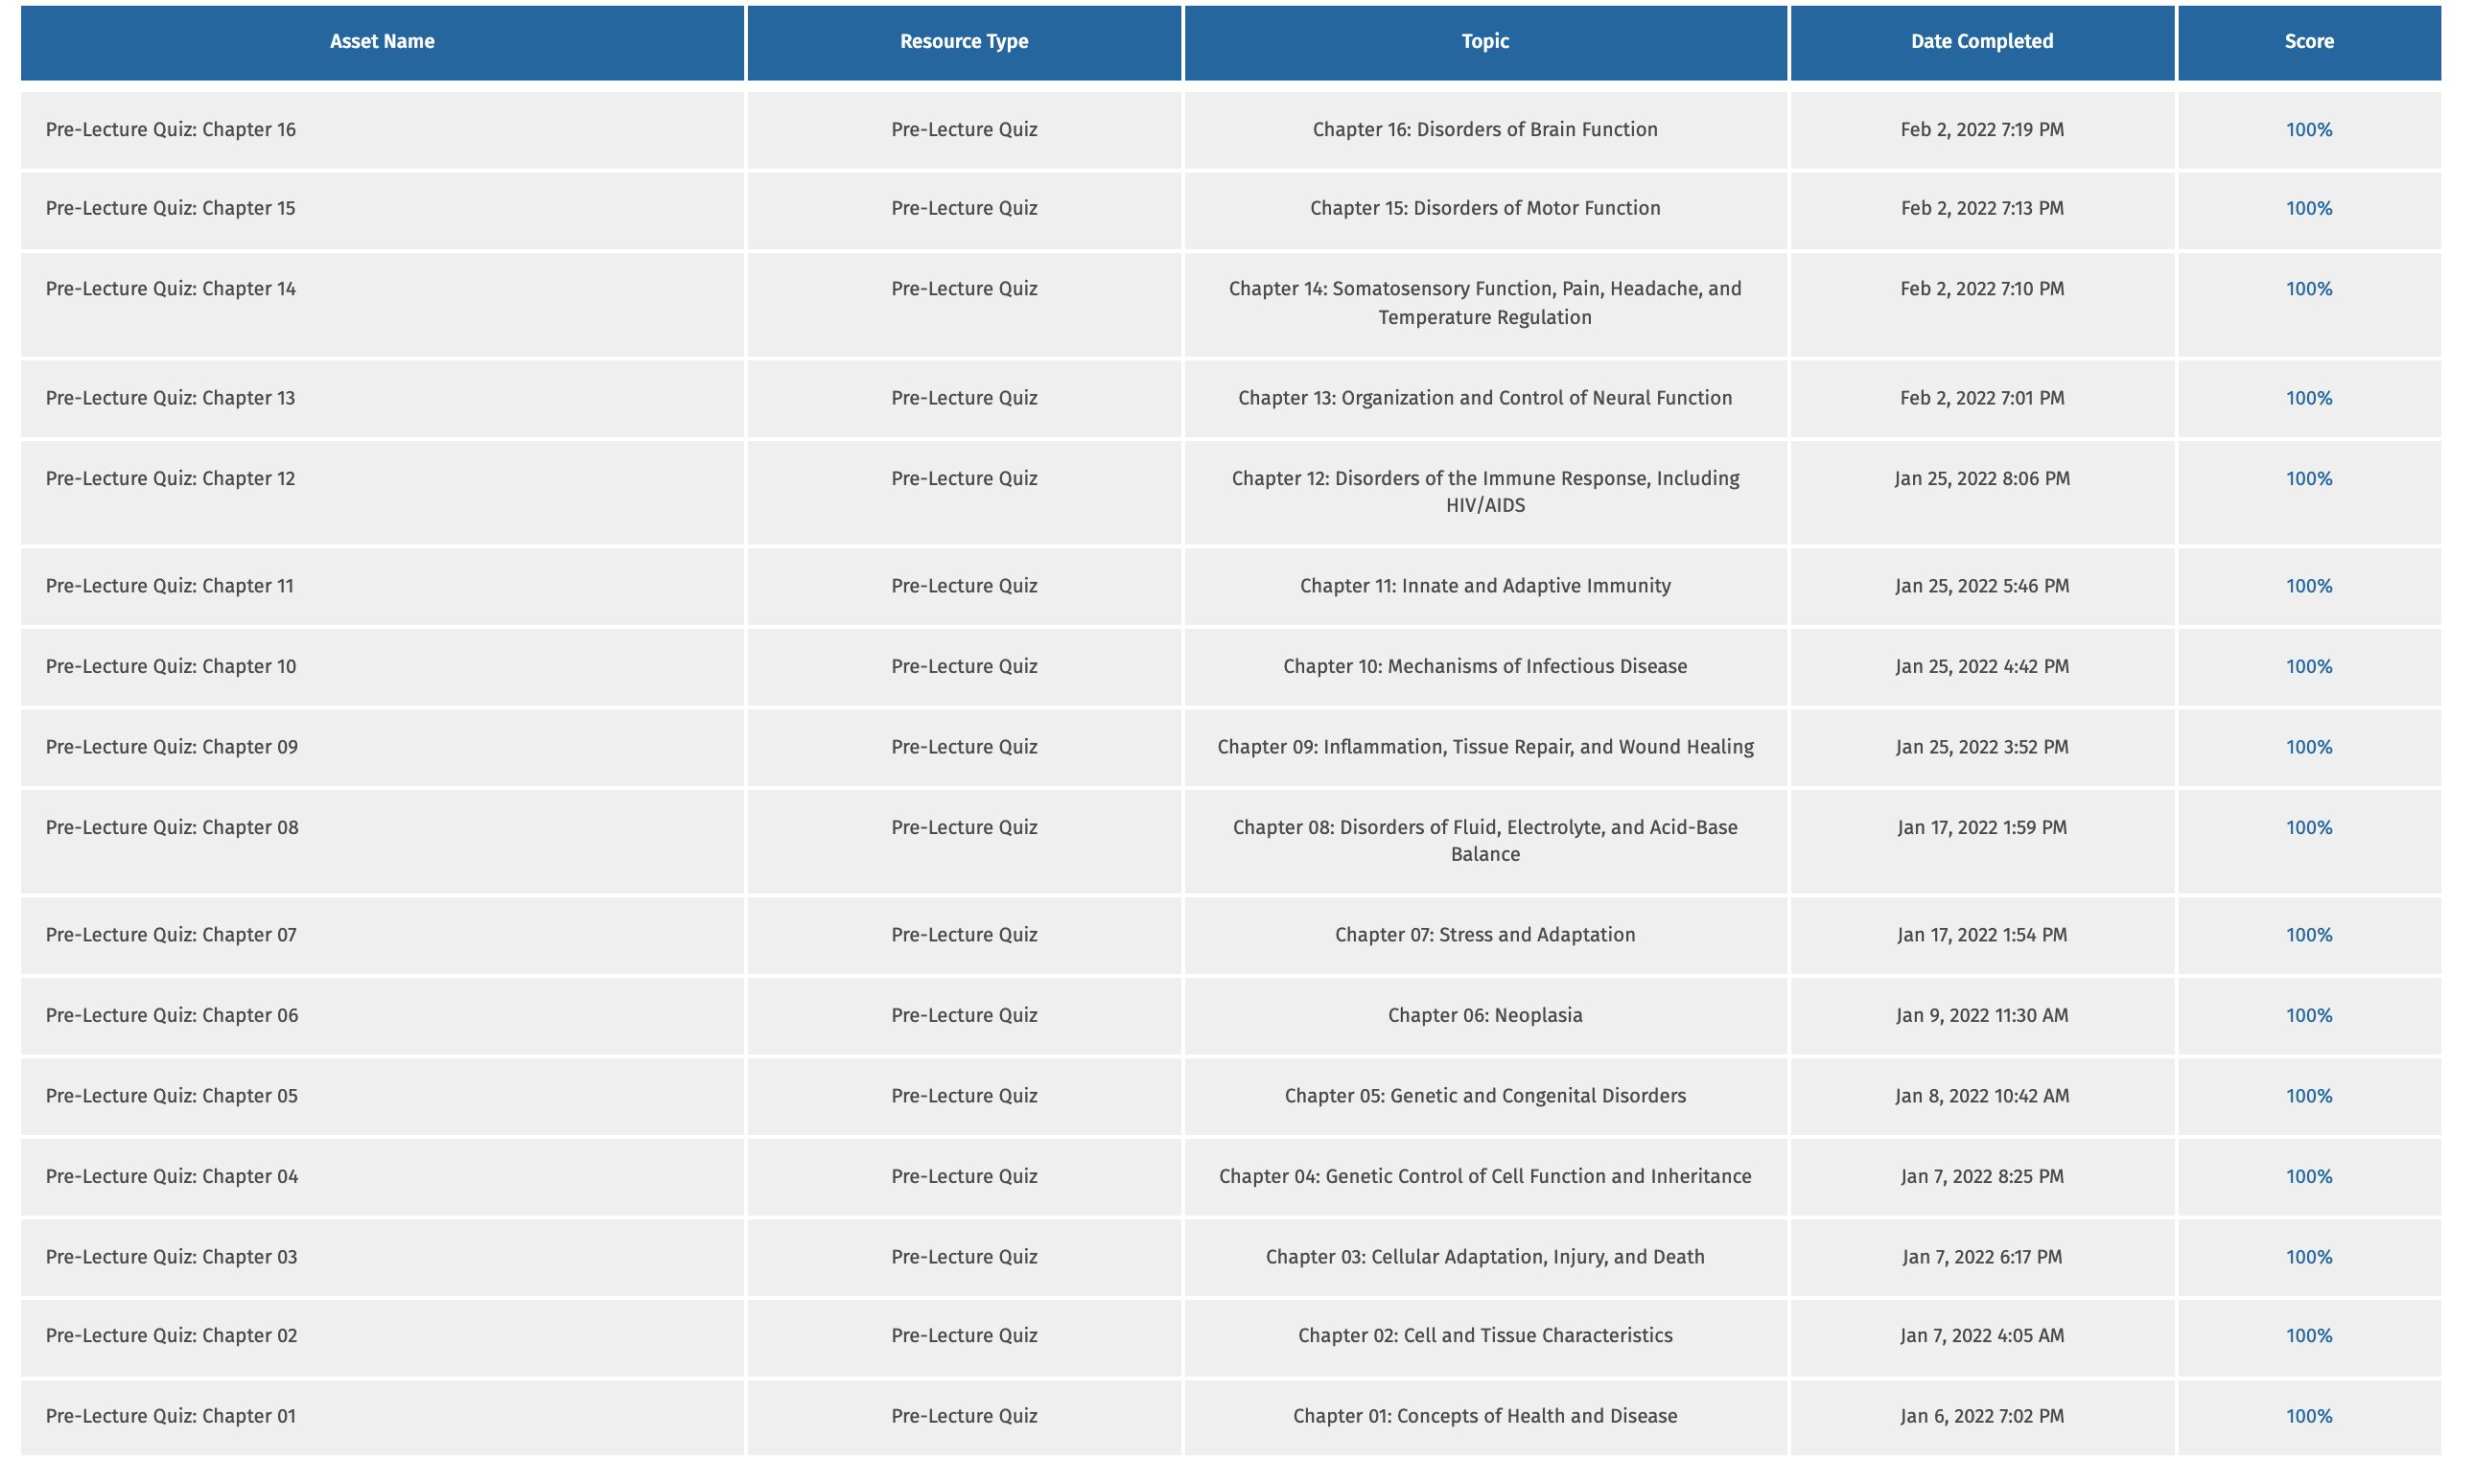 Asset Name Resource Type Topic Date Completed Score
Pre-Lecture Quiz: Chapter 16 Pre-Lecture Quiz Chapter 16: Disorders of Brain Function Feb 2, 2022 7:19 PM 100%
Pre-Lecture Quiz: Chapter 15 Pre-Lecture Quiz Chapter 15: Disorders of Motor Function Feb 2, 2022 7:13 PM 100%
Pre-Lecture Quiz: Chapter 14 Pre-Lecture Quiz Chapter 14: Somatosensory Function, Pain, Headache, and Feb 2, 2022 7:10 PM 100%
Temperature Regulation
Pre-Lecture Quiz: Chapter 13 Pre-Lecture Quiz Chapter 13: Organization and Control of Neural Function Feb 2, 2022 7:01 PM 100%
Pre-Lecture Quiz: Chapter 12 Pre-Lecture Quiz Chapter 12: Disorders of the Immune Response, Including Jan 25, 2022 8:06 PM 100%
HIV/AIDS
Pre-Lecture Quiz: Chapter 11 Pre-Lecture Quiz Chapter 11: Innate and Adaptive Immunity Jan 25, 2022 5:46 PM 100%
Pre-Lecture Quiz: Chapter 10 Pre-Lecture Quiz Chapter 10: Mechanisms of Infectious Disease Jan 25, 2022 4:42 PM 100%
Pre-Lecture Quiz: Chapter 09 Pre-Lecture Quiz Chapter 09: Inflammation, Tissue Repair, and Wound Healing Jan 25, 2022 3:52 PM 100%
Pre-Lecture Quiz: Chapter 08 Pre-Lecture Quiz Chapter 08: Disorders of Fluid, Electrolyte, and Acid-Base Jan 17, 2022 1:59 PM 100%
Balance
Pre-Lecture Quiz: Chapter 07 Pre-Lecture Quiz Chapter 07: Stress and Adaptation Jan 17, 2022 1:54 PM 100%
Pre-Lecture Quiz: Chapter 06 Pre-Lecture Quiz Chapter 06: Neoplasia Jan 9, 2022 11:30 AM 100%
Pre-Lecture Quiz: Chapter 05 Pre-Lecture Quiz Chapter 05: Genetic and Congenital Disorders Jan 8, 2022 10:42 AM 100%
Pre-Lecture Quiz: Chapter 04 Pre-Lecture Quiz Chapter 04: Genetic Control of Cell Function and Inheritance Jan 7, 2022 8:25 PM 100%
Pre-Lecture Quiz: Chapter 03 Pre-Lecture Quiz Chapter 03: Cellular Adaptation, Injury, and Death Jan 7, 2022 6:17 PM 100%
Pre-Lecture Quiz: Chapter 02 Pre-Lecture Quiz Chapter 02: Cell and Tissue Characteristics Jan 7, 2022 4:05 AM 100%
Pre-Lecture Quiz: Chapter 01 Pre-Lecture Quiz Chapter 01: Concepts of Health and Disease Jan 6, 2022 7:02 PM 100%